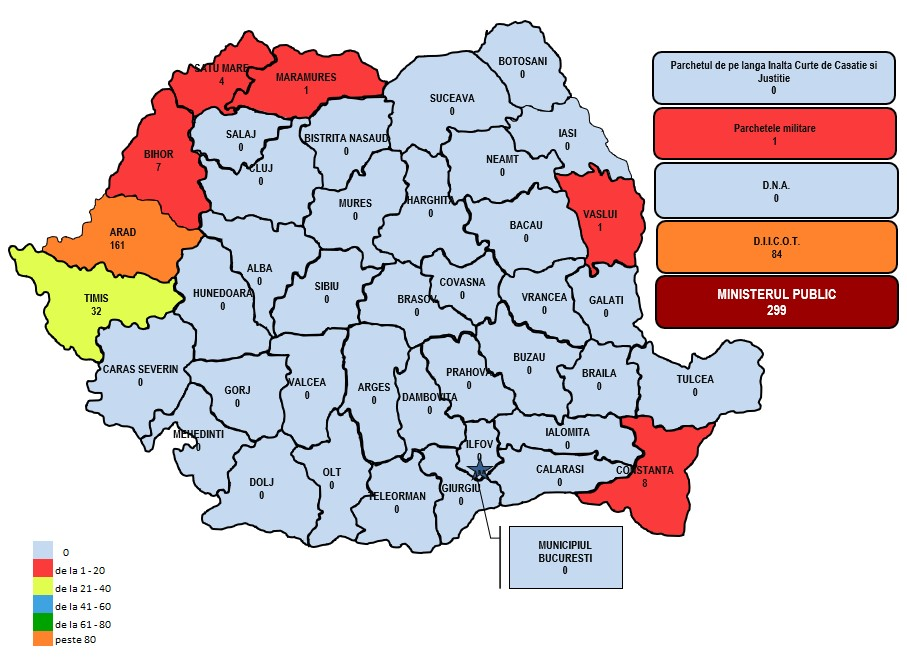 BOTOSANI
0
SATU MARE
4
MARAMURES
1
SUCEAVA
0
IASI
0
SALAJ
0
BISTRITA NASAUD
0
BIHOR
7
CLUJ
0
NEAMT
0
MURES
0
HARGHITA
0
VASLUI
1
BACAU
0
ARAD
161
ALBA
0
TIMIS
32
HUNEDOARA
0
SIBIU
0
BRASOV
0
COVASNA
0
VRANCEA
0
GALATI
0
CARAS SEVERIN
0
GORJ
0
VALCEA
0
ARGES
0
DAMBOVITA
0
PRAHOVA
0
BUZAU
0
BRAILA
0
TULCEA
0
MEHEDINTI
0
DOLJ
0
OLT
0
TELEORMAN
0
GIURGIU
0
ILFOV
0
IALOMITA
0
CALARASI
0
CONSTANTA
8
MUNICIPIUL
BUCURESTI
0
Parchetul de pe langa Inalta Curte de Casatie si
Justitie
0
Parchetele militare
1
D.N.A.
0
D.I.I.C.O.T.
84
MINISTERUL PUBLIC
299
0
de la 1 - 20
de la 21 - 40
de la 41 - 60
de la 61 - 80
peste 80